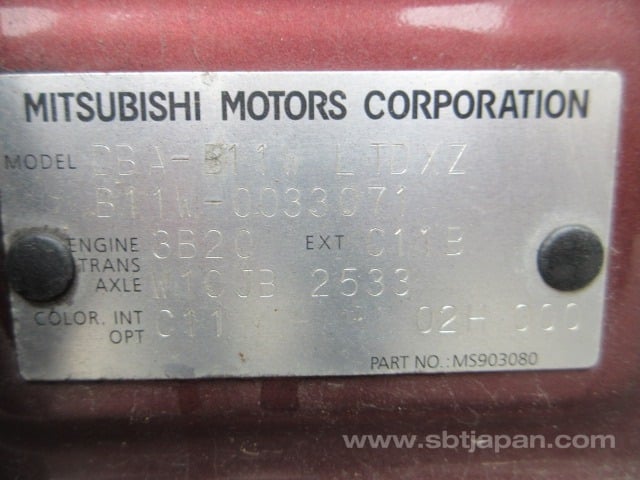 MITSUBISHI MOTORS CORPORATION
MODEL DBA-B11W LTDXZ
B11W-0033971
ENGINE 3B20 EXT C11B
TRANS
AXLE W1CJB 2533
COLOR. INT
OPT C11 02H 000
PART NO.: MS903080
www.sbtjapan.com